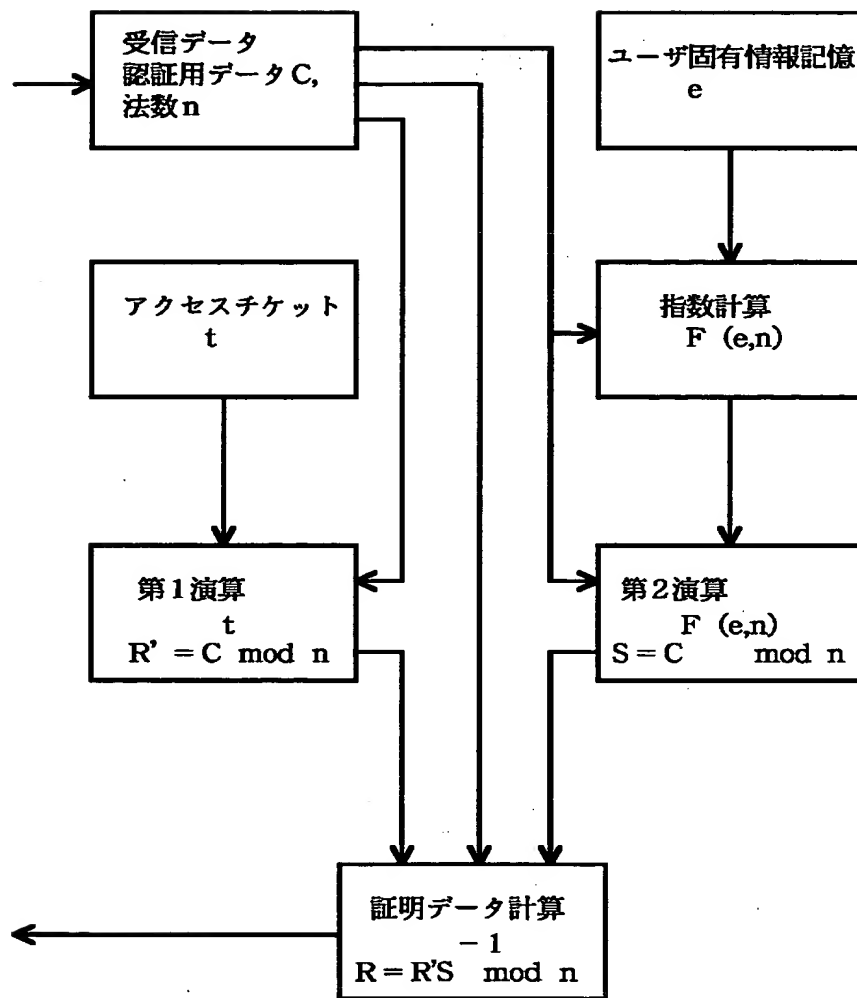 受信データ
認証用データC,
法数n
ユーザ固有情報記憶
e
アクセスチケット
t
指数計算
F (e,n)
第1演算
t
R' = C mod n
第2演算
F (e,n)
S = C mod n
証明データ計算
-1
R = R'S mod n